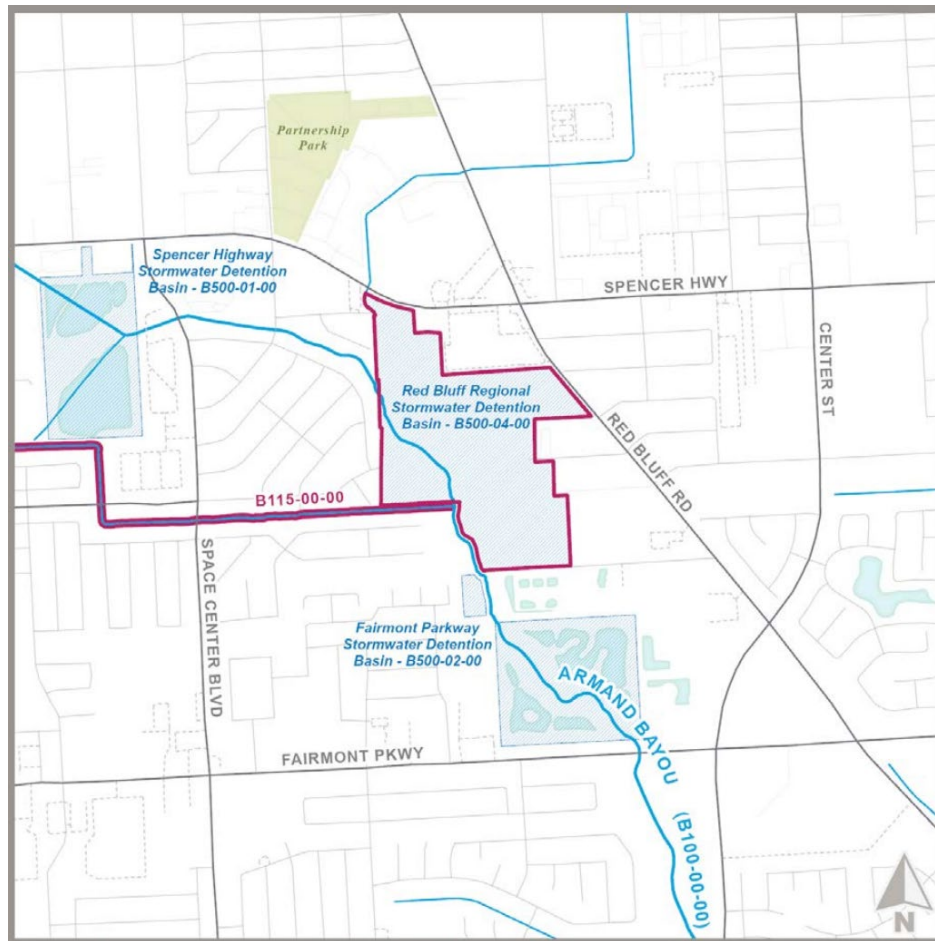 Partnership
Park
Spencer Highway
Stormwater Detention
Basin - B500-01-00
SPENCER HWY
CENTER ST
Red Bluff Regional
Stormwater Detention
Basin - B500-04-00
RED BLUFF RD
B115-00-00
SPACE CENTER BLVD
Fairmont Parkway
Stormwater Detention
Basin - B500-02-00
ARMAND BAYOU
(B100-00-00)
FAIRMONT PKWY
N